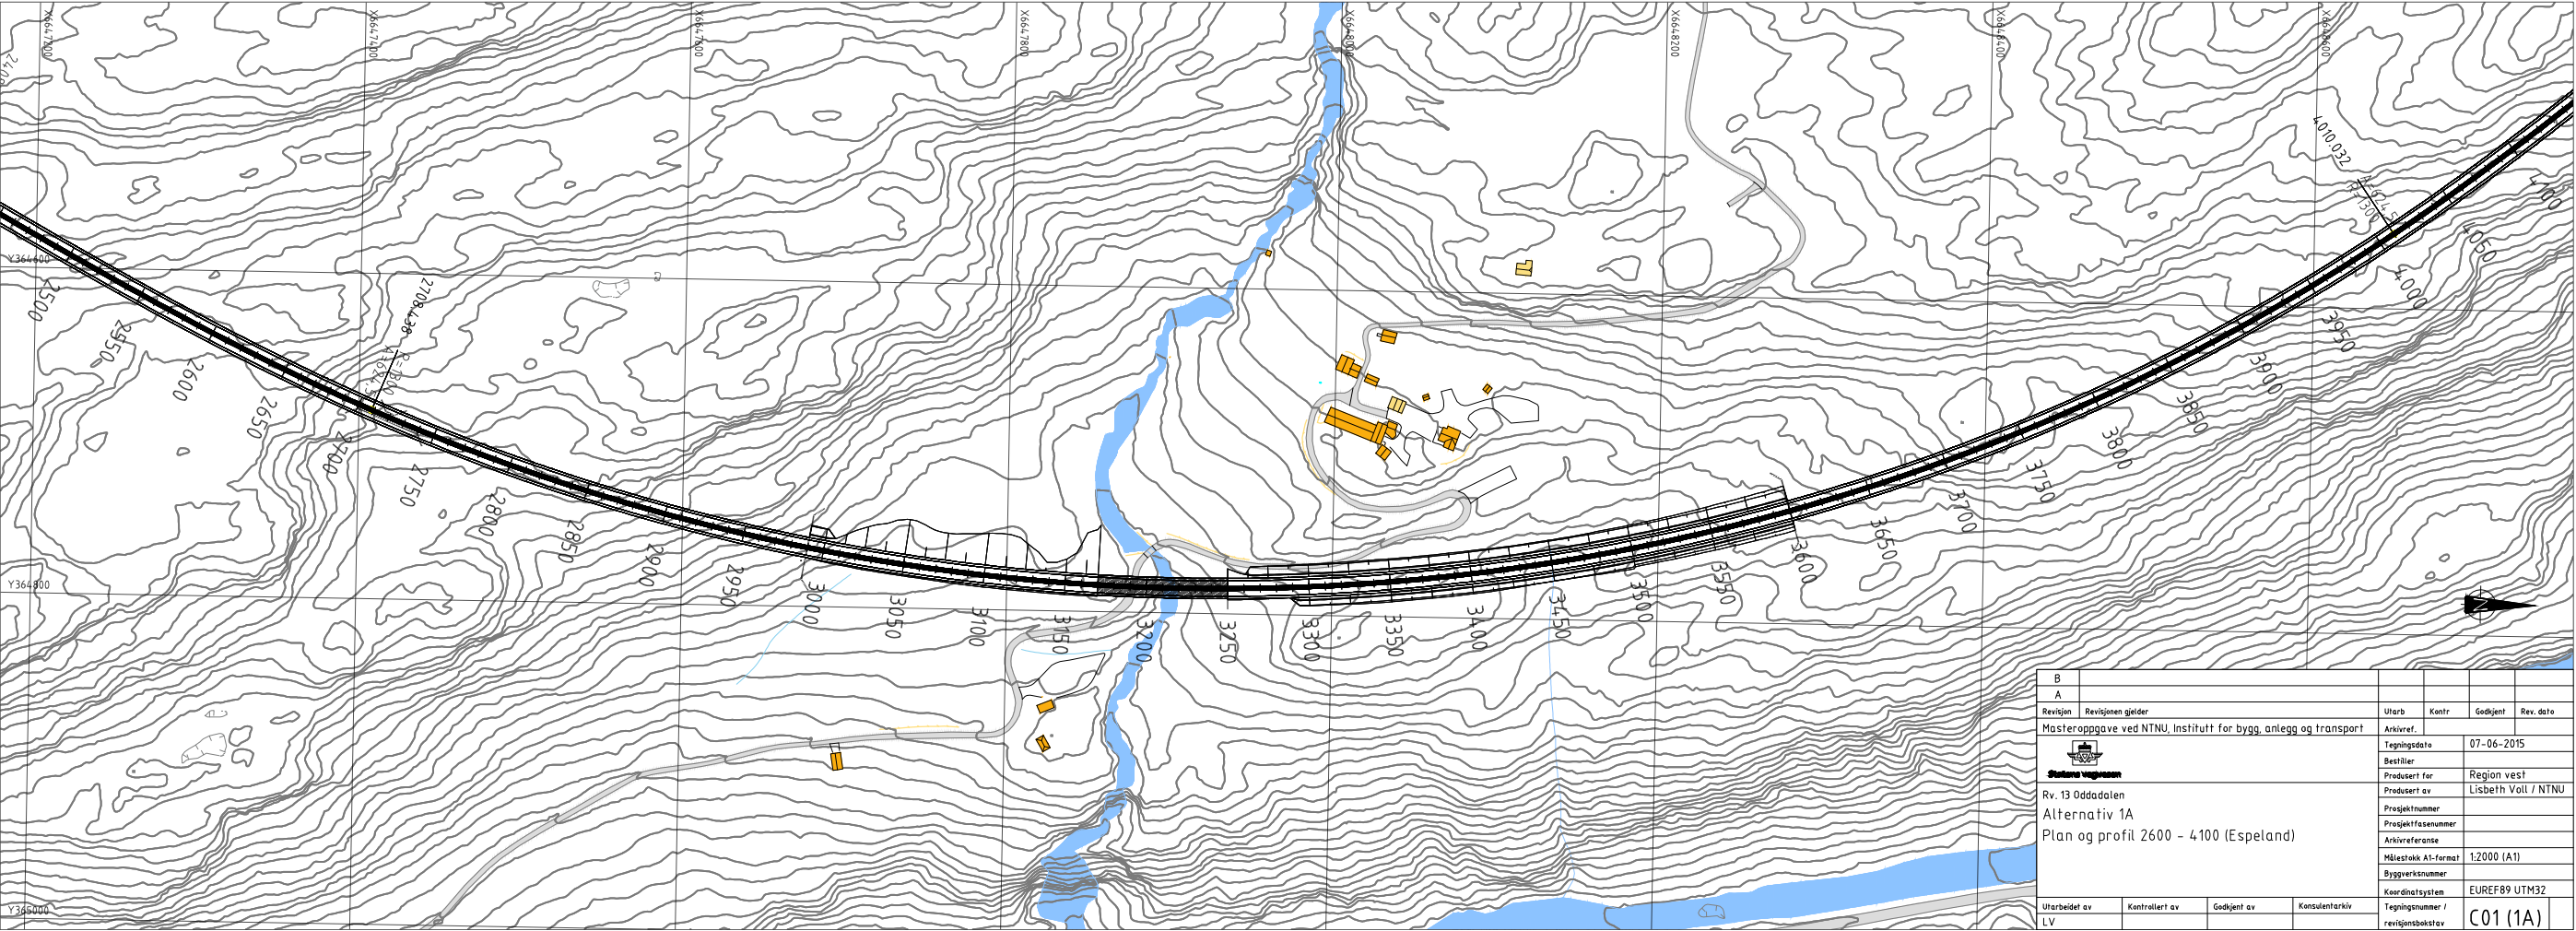 X6647200
X6647400
X6647600
X6647800
X6648000
X6648200
X6648400
X6648600
Y364600
Y364800
Y365000
2500
2550
2600
2650
2700
2750
2800
2850
2900
2950
3000
3050
3100
3150
3200
3250
3300
3350
3400
3450
3500
3550
3600
3650
3700
3750
3800
3850
3900
3950
4000
4050
4100
2708.438
4010.032
R=1300
N
B
A
Revisjon Revisjonen gjelder Utarb Kontr Godkjent Rev. dato
Masteroppgave ved NTNU, Institutt for bygg, anlegg og transport
Arkivref.
Statens vegvesen
Tegningsdato 07-06-2015
Bestiller
Produsert for Region vest
Produsert av Lisbeth Voll / NTNU
Prosjektnummer
Prosjektfasenummer
Arkivreferanse
Målestokk A1-format 1:2000 (A1)
Byggverksnummer
Koordinatsystem EUREF89 UTM32
Rv. 13 Oddadalen
Alternativ 1A
Plan og profil 2600 - 4100 (Espeland)
Utarbeidet av Kontrollert av Godkjent av Konsulentarkiv
LV
Tegningsnummer /
revisjonsbokstav C01 (1A)